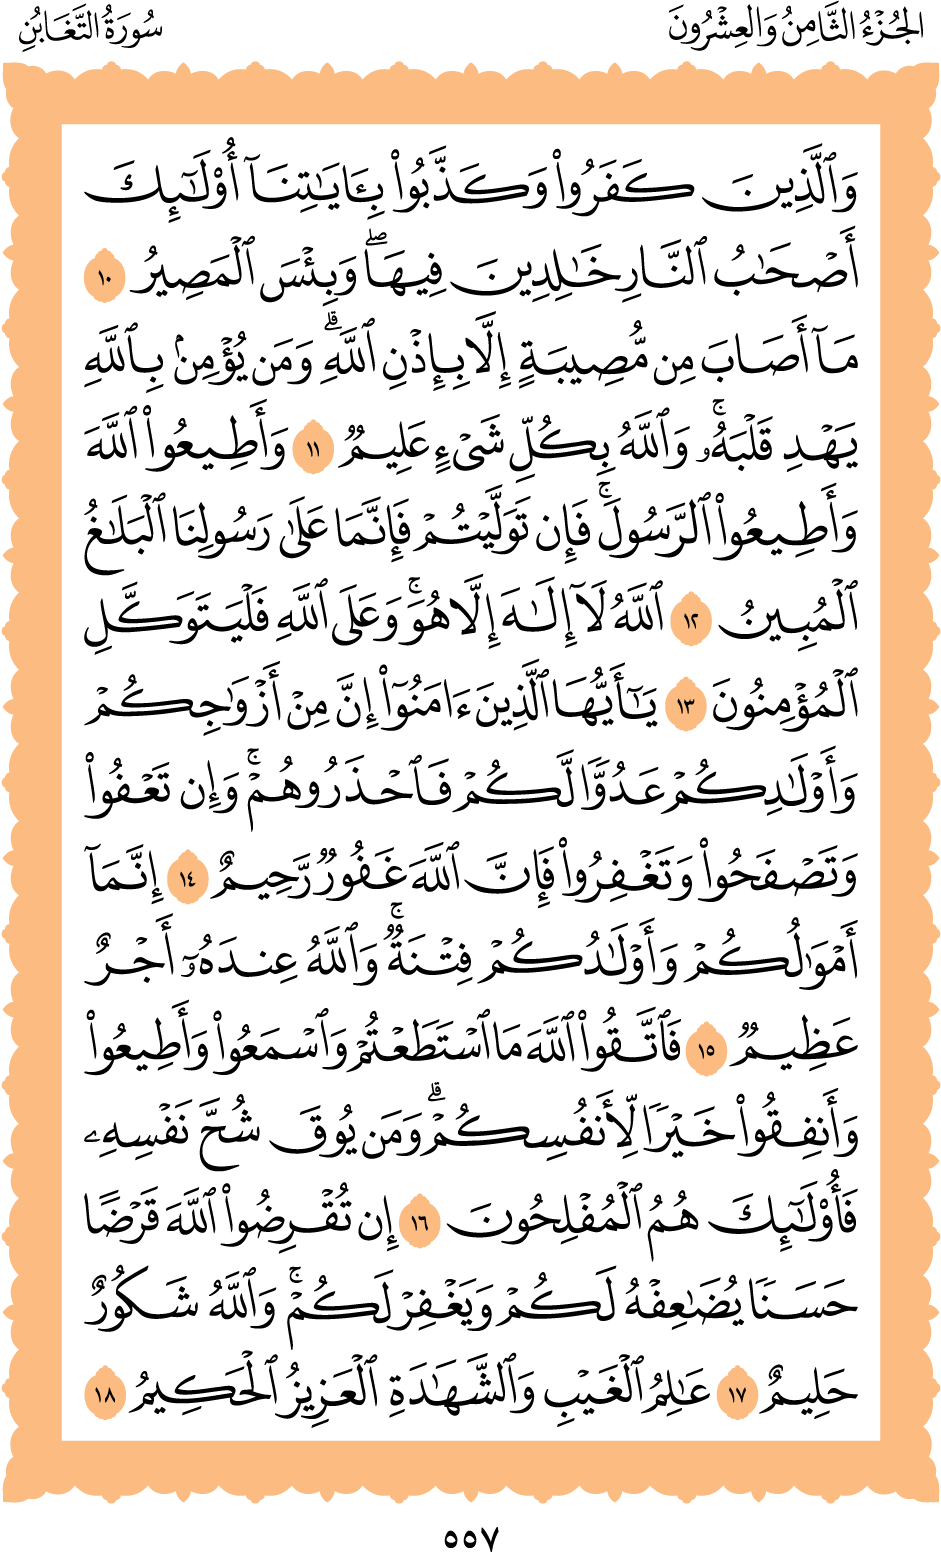 الجُزْءُ الثَّامِنُ وَالعِشْرُونَ
سُورَةُ التَّغَابُنِ
وَٱلَّذِينَ كَفَرُوا۟ وَكَذَّبُوا۟ بِـَٔايَـٰتِنَآ أُو۟لَـٰٓئِكَ
أَصْحَـٰبُ ٱلنَّارِ خَـٰلِدِينَ فِيهَا ۖ وَبِئْسَ ٱلْمَصِيرُ ١٠
مَآ أَصَابَ مِن مُّصِيبَةٍ إِلَّا بِإِذْنِ ٱللَّهِ ۗ وَمَن يُؤْمِنۢ بِٱللَّهِ
يَهْدِ قَلْبَهُۥ ۚ وَٱللَّهُ بِكُلِّ شَىْءٍ عَلِيمٌ ١١ وَأَطِيعُوا۟ ٱللَّهَ
وَأَطِيعُوا۟ ٱلرَّسُولَ ۚ فَإِن تَوَلَّيْتُمْ فَإِنَّمَا عَلَىٰ رَسُولِنَا ٱلْبَلَـٰغُ
ٱلْمُبِينُ ١٢ ٱللَّهُ لَآ إِلَـٰهَ إِلَّا هُوَ ۚ وَعَلَى ٱللَّهِ فَلْيَتَوَكَّلِ
ٱلْمُؤْمِنُونَ ١٣ يَـٰٓأَيُّهَا ٱلَّذِينَ ءَامَنُوٓا۟ إِنَّ مِنْ أَزْوَٰجِكُمْ
وَأَوْلَـٰدِكُمْ عَدُوًّا لَّكُمْ فَٱحْذَرُوهُمْ ۚ وَإِن تَعْفُوا۟
وَتَصْفَحُوا۟ وَتَغْفِرُوا۟ فَإِنَّ ٱللَّهَ غَفُورٌ رَّحِيمٌ ١٤ إِنَّمَآ
أَمْوَٰلُكُمْ وَأَوْلَـٰدُكُمْ فِتْنَةٌ ۚ وَٱللَّهُ عِندَهُۥٓ أَجْرٌ
عَظِيمٌ ١٥ فَٱتَّقُوا۟ ٱللَّهَ مَا ٱسْتَطَعْتُمْ وَٱسْمَعُوا۟ وَأَطِيعُوا۟
وَأَنفِقُوا۟ خَيْرًا لِّأَنفُسِكُمْ ۗ وَمَن يُوقَ شُحَّ نَفْسِهِۦ
فَأُو۟لَـٰٓئِكَ هُمُ ٱلْمُفْلِحُونَ ١٦ إِن تُقْرِضُوا۟ ٱللَّهَ قَرْضًا
حَسَنًا يُضَـٰعِفْهُ لَكُمْ وَيَغْفِرْ لَكُمْ ۚ وَٱللَّهُ شَكُورٌ
حَلِيمٌ ١٧ عَـٰلِمُ ٱلْغَيْبِ وَٱلشَّهَـٰدَةِ ٱلْعَزِيزُ ٱلْحَكِيمُ ١٨
٥٥٧